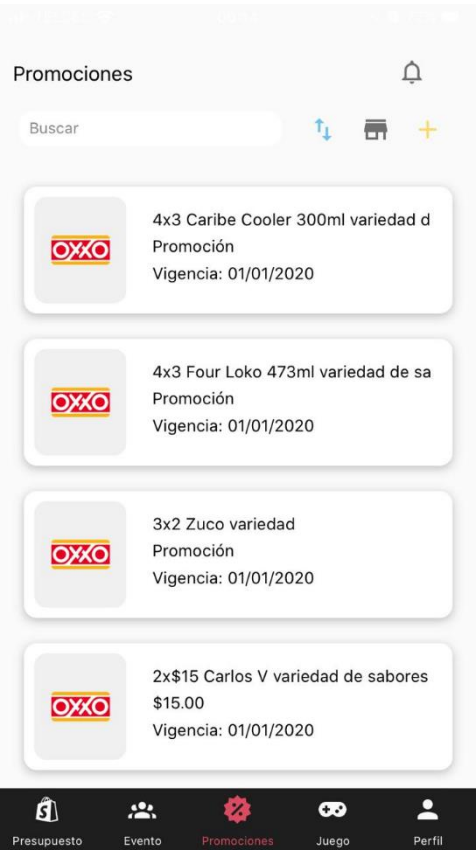 Promociones
Buscar
OXXO
4x3 Caribe Cooler 300ml variedad d
Promoción
Vigencia: 01/01/2020
OXXO
4x3 Four Loko 473ml variedad de sa
Promoción
Vigencia: 01/01/2020
OXXO
3x2 Zuco variedad
Promoción
Vigencia: 01/01/2020
OXXO
2x$15 Carlos V variedad de sabores
$15.00
Vigencia: 01/01/2020
Presupuesto
Evento
Promociones
Juego
Perfil